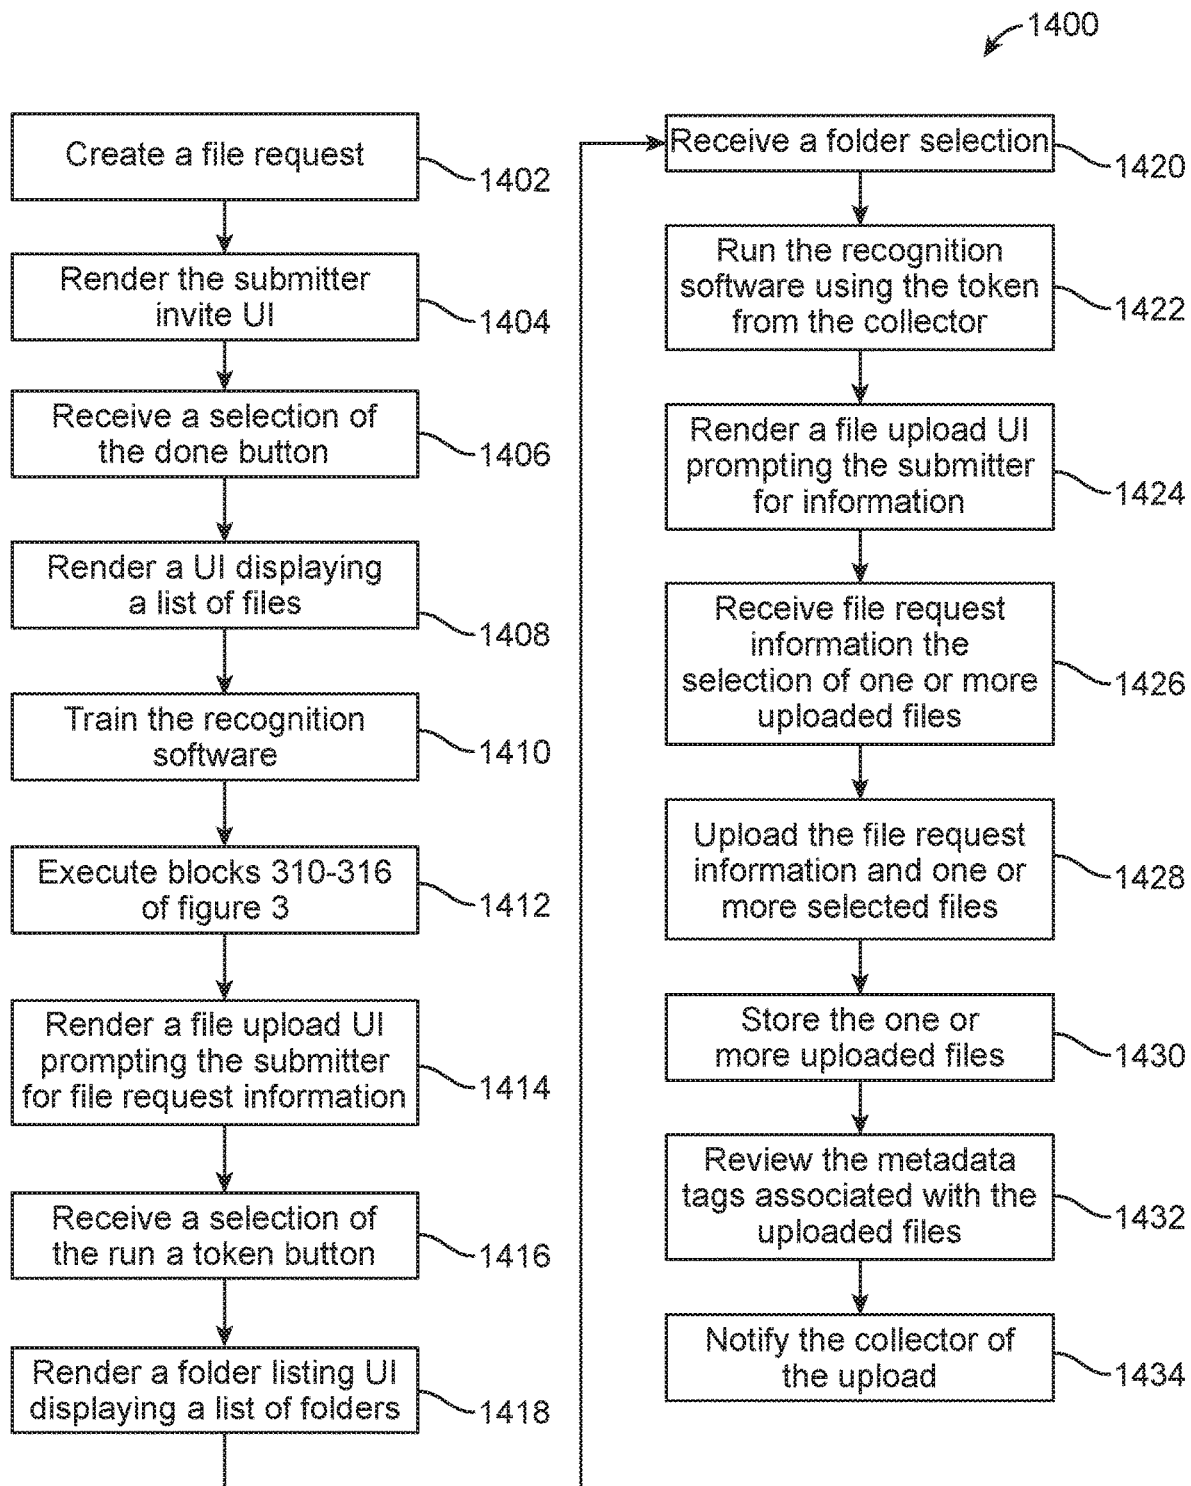 1400
Create a file request
1402
Render the submitter
invite UI
1404
Receive a selection of
the done button
1406
Render a UI displaying
a list of files
1408
Train the recognition
software
1410
Execute blocks 310-316
of figure 3
1412
Render a file upload UI
prompting the submitter
for file request information
1414
Receive a selection of
the run a token button
1416
Render a folder listing UI
displaying a list of folders
1418
Receive a folder selection
1420
Run the recognition
software using the token
from the collector
1422
Render a file upload UI
prompting the submitter
for information
1424
Receive file request
information the
selection of one or more
uploaded files
1426
Upload the file request
information and one or
more selected files
1428
Store the one or
more uploaded files
1430
Review the metadata
tags associated with the
uploaded files
1432
Notify the collector of
the upload
1434